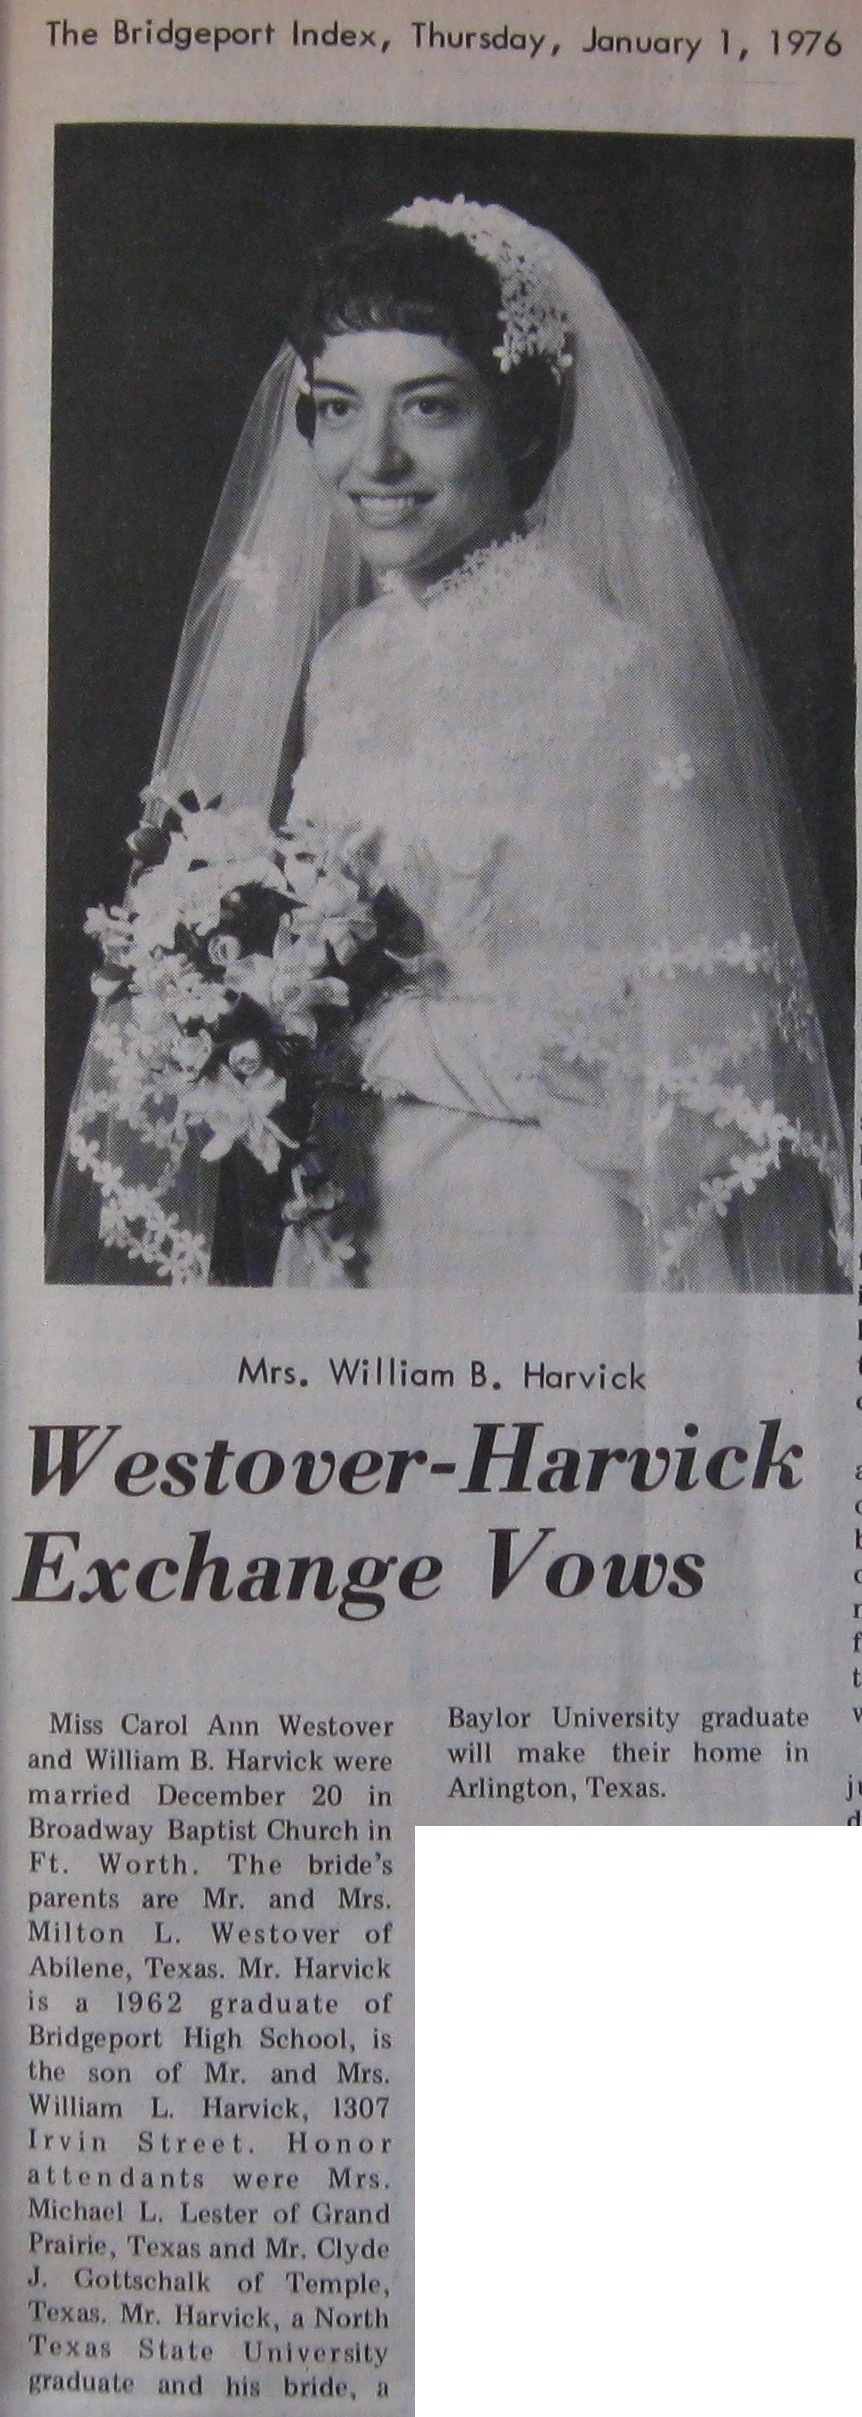 The Bridgeport Index, Thursday, January 1, 1976
Mrs. William B. Harvick
Westover-Harvick
Exchange Vows
Miss Carol Ann Westover
and William B. Harvick were
married December 20 in
Broadway Baptist Church in
Ft. Worth. The bride's
parents are Mr. and Mrs.
Milton L. Westover of
Abilene, Texas. Mr. Harvick
is a 1962 graduate of
Bridgeport High School, is
the son of Mr. and Mrs.
William L. Harvick, 1307
Irvin Street. Honor
attendants were Mrs.
Michael L. Lester of Grand
Prairie, Texas and Mr. Clyde
J. Gottschalk of Temple,
Texas. Mr. Harvick, a North
Texas State University
graduate and his bride, a
Baylor University graduate
will make their home in
Arlington, Texas.